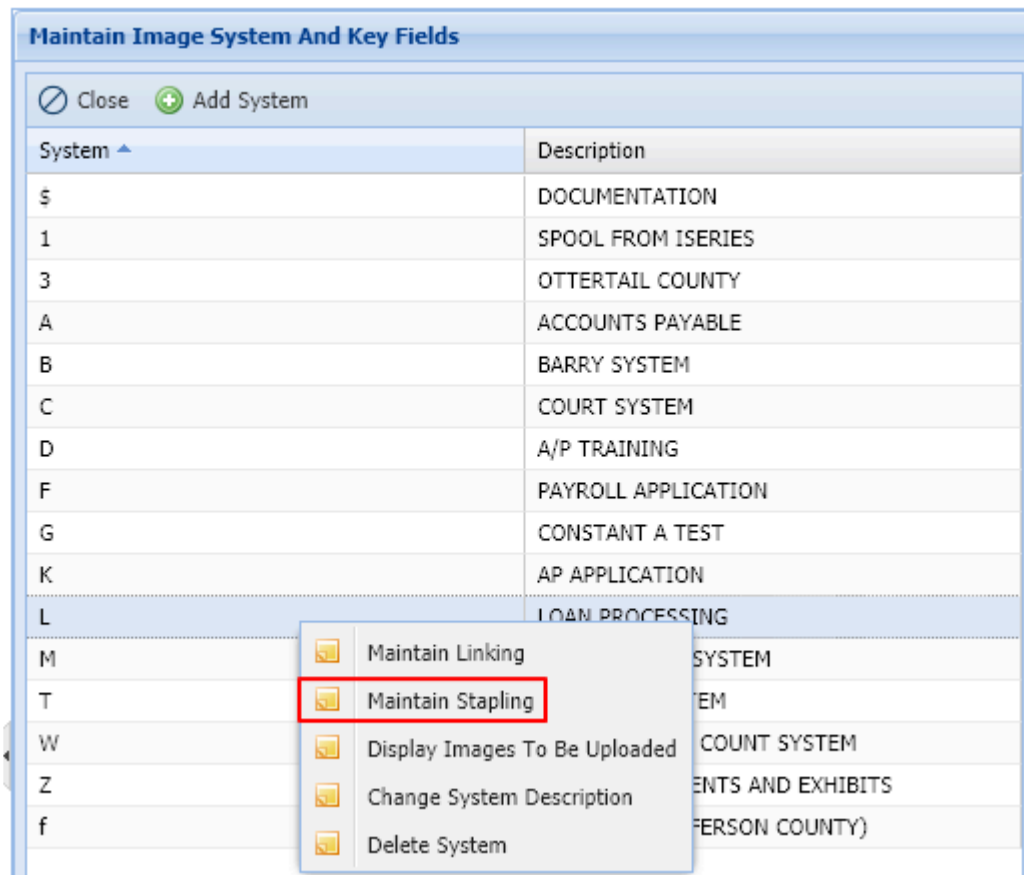 Maintain Image System And Key Fields
Close Add System
System Description
$ DOCUMENTATION
1 SPOOL FROM ISERIES
3 OTTERTAIL COUNTY
A ACCOUNTS PAYABLE
B BARRY SYSTEM
C COURT SYSTEM
D A/P TRAINING
F PAYROLL APPLICATION
G CONSTANT A TEST
K AP APPLICATION
L LOAN PROCESSING
Maintain Linking
M SYSTEM
Maintain Stapling
T EM
W COUNT SYSTEM
Display Images To Be Uploaded
Z ENTS AND EXHIBITS
Change System Description
f FERSON COUNTY)
Delete System